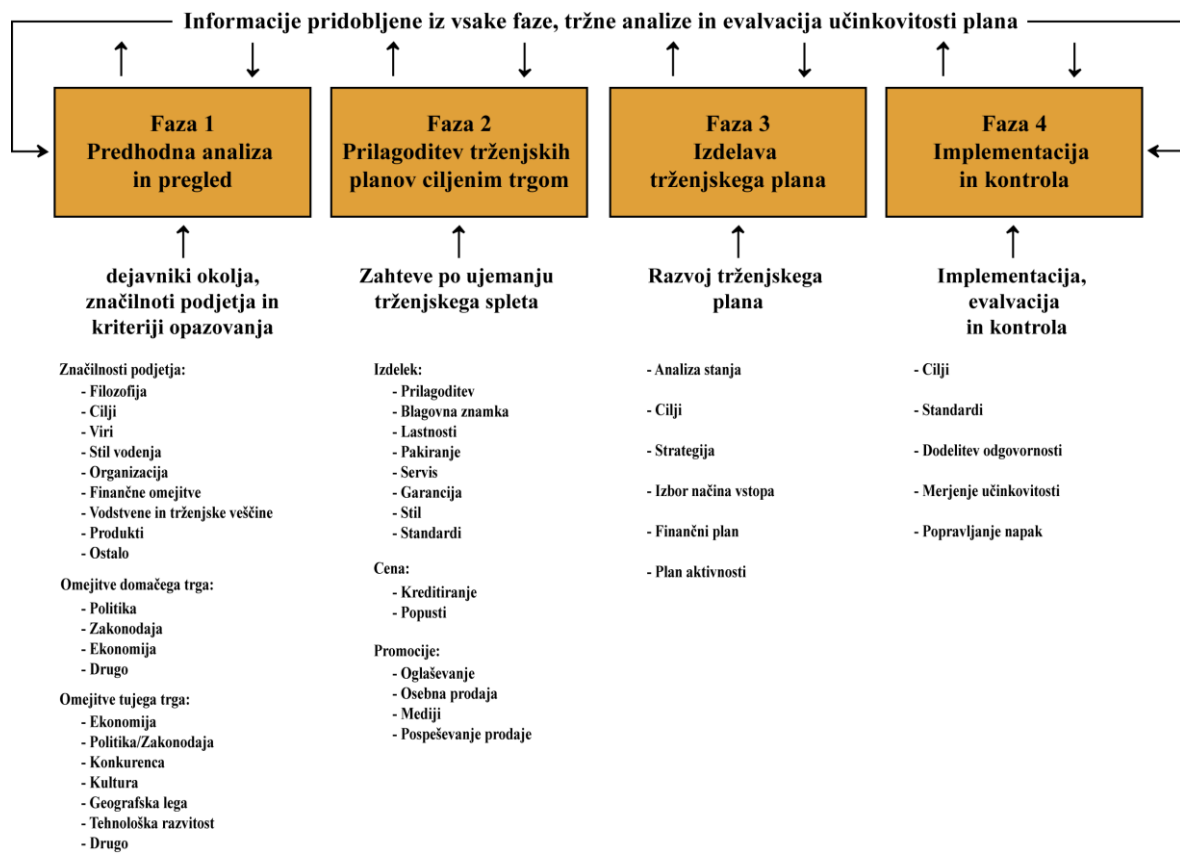 Informacije pridobljene iz vsake faze, tržne analize in evalvacija učinkovitosti plana
Faza 1
Predhodna analiza
in pregled
Faza 2
Prilagoditev trženjskih
planov ciljenim trgom
Faza 3
Izdelava
trženjskega plana
Faza 4
Implementacija
in kontrola
dejavniki okolja,
značilnoti podjetja in
kriteriji opazovanja
Zahteve po ujemanju
trženjskega spleta
Razvoj trženjskega
plana
Implementacija,
evalvacija
in kontrola
Značilnosti podjetja:
- Filozofija
- Cilji
- Viri
- Stil vodenja
- Organizacija
- Finančne omejitve
- Vodstvene in trženjske veščine
- Produkti
- Ostalo
Omejitve domačega trga:
- Politika
- Zakonodaja
- Ekonomija
- Drugo
Omejitve tujega trga:
- Ekonomija
- Politika/Zakonodaja
- Konkurenca
- Kultura
- Geografska lega
- Tehnološka razvitost
- Drugo
Izdelek:
- Prilagoditev
- Blagovna znamka
- Lastnosti
- Pakiranje
- Servis
- Garancija
- Stil
- Standardi
Cena:
- Kreditiranje
- Popusti
Promocije:
- Oglaševanje
- Osebna prodaja
- Mediji
- Pospeševanje prodaje
- Analiza stanja
- Cilji
- Strategija
- Izbor načina vstopa
- Finančni plan
- Plan aktivnosti
- Cilji
- Standardi
- Dodelitev odgovornosti
- Merjenje učinkovitosti
- Popravljanje napak